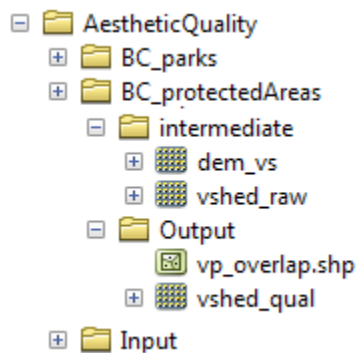 AestheticQuality
BC_parks
BC_protectedAreas
intermediate
dem_vs
vshed_raw
Output
vp_overlap.shp
vshed_qual
Input